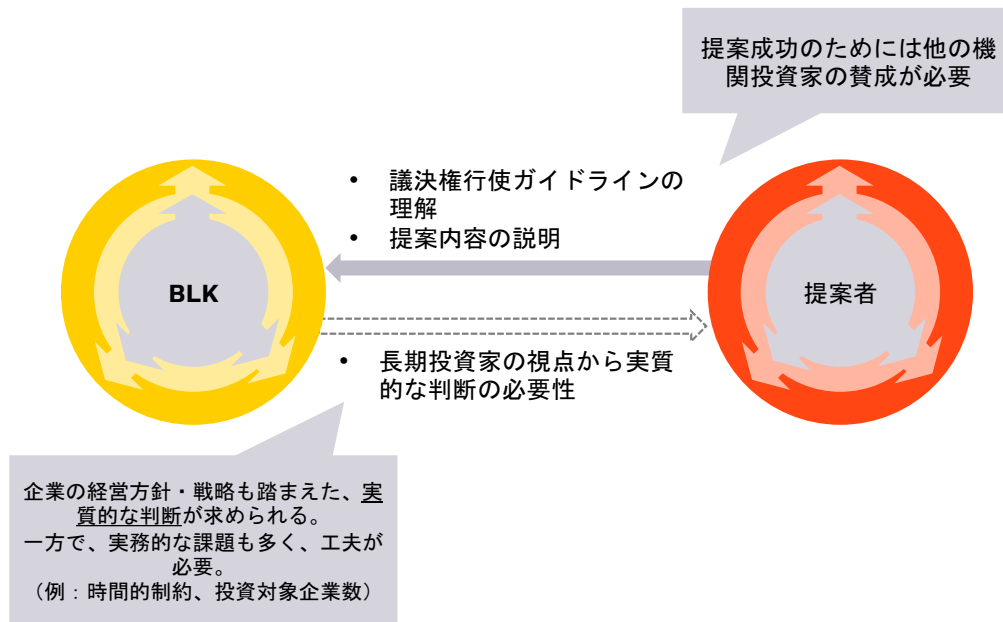 提案成功のためには他の機
関投資家の賛成が必要
• 議決権行使ガイドラインの
理解
• 提案内容の説明
BLK
提案者
• 長期投資家の視点から実質
的な判断の必要性
企業の経営方針・戦略も踏まえた、実
質的な判断が求められる。
一方で、実務的な課題も多く、工夫が
必要。
（例：時間的制約、投資対象企業数）